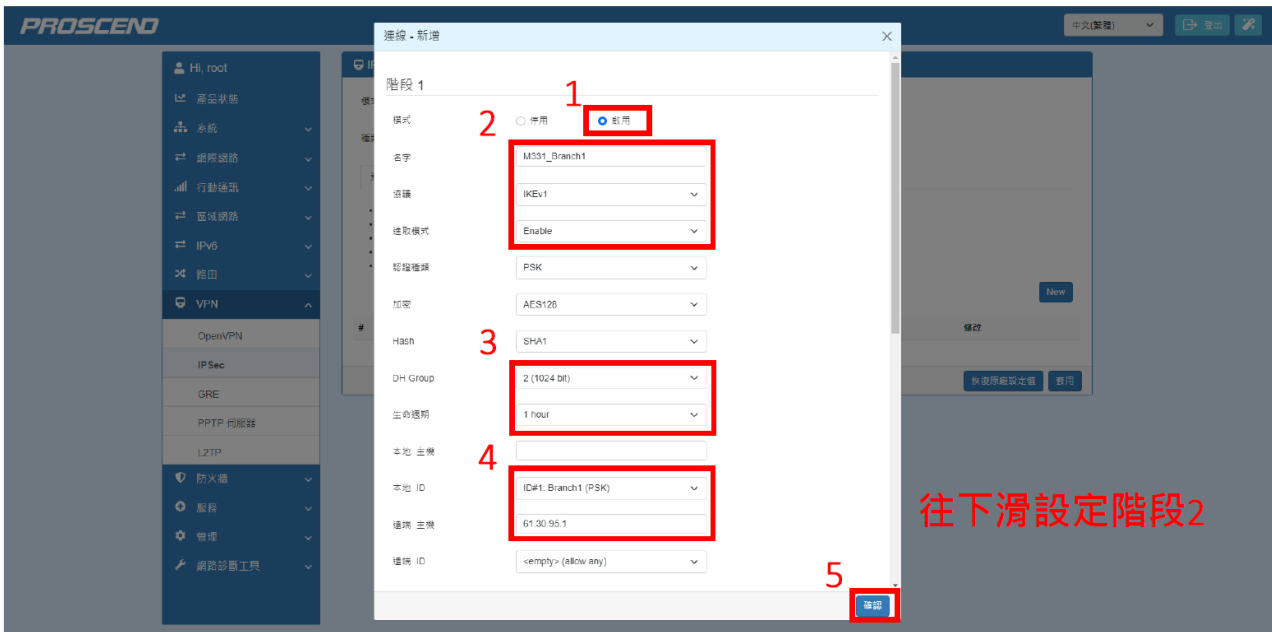 PROSCEND
中文(繁體)
登出
Hi, root
產品狀態
系統
網際網路
行動通訊
區域網路
IPv6
路由
VPN
OpenVPN
IPSec
GRE
PPTP 伺服器
L2TP
防火牆
服務
管理
網路診斷工具
連線 - 新增
階段 1
1
模式
2
停用
啟用
名字
M331_Branch1
協議
IKEv1
進取模式
Enable
認證種類
PSK
加密
AES128
Hash
3
SHA1
DH Group
2 (1024 bit)
生命週期
1 hour
本地 主機
4
本地 ID
ID#1: Branch1 (PSK)
遠端 主機
61.30.95.1
遠端 ID
<empty> (allow any)
5
確認
New
#
修改
恢復原廠設定值
套用
往下滑設定階段2